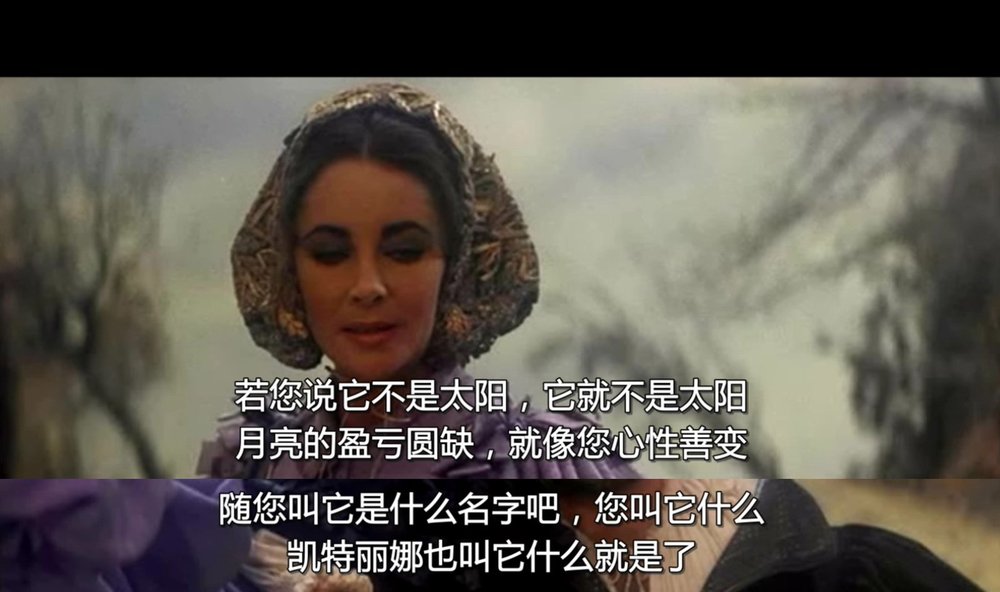 若您说它不是太阳，它就不是太阳
月亮的盈亏圆缺，就像您心性善变
随您叫它是什么名字吧，您叫它什么
凯特丽娜也叫它什么就是了